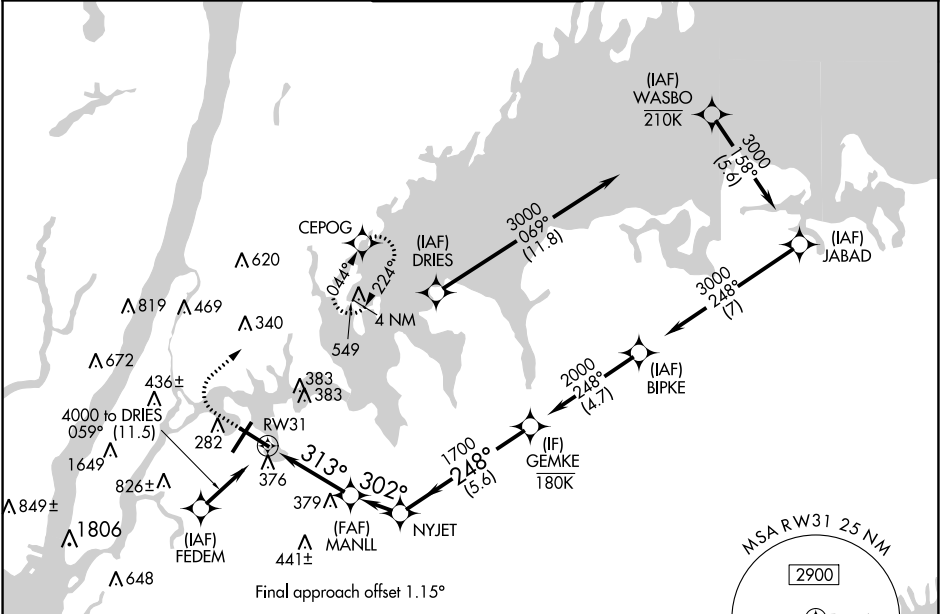 (IAF)
WASBO
210K
3000
158°
(5.6)
CEPOG
044°
224°
4 NM
549
(IAF)
DRIES
3000
069°
(11.8)
(IAF)
JABAD
3000
248°
(7)
620
819
469
340
672
436±
383
383
(IAF)
BIPKE
2000
248°
(4.7)
4000 to DRIES
059° (11.5)
282
RW31
376
1649
826±
849±
1806
648
(IF)
GEMKE
180K
1700
248°
(5.6)
313°
302°
379
(FAF)
MANLL
NYJET
(IAF)
FEDEM
441±
Final approach offset 1.15°
MSA RW31 25 NM
2900